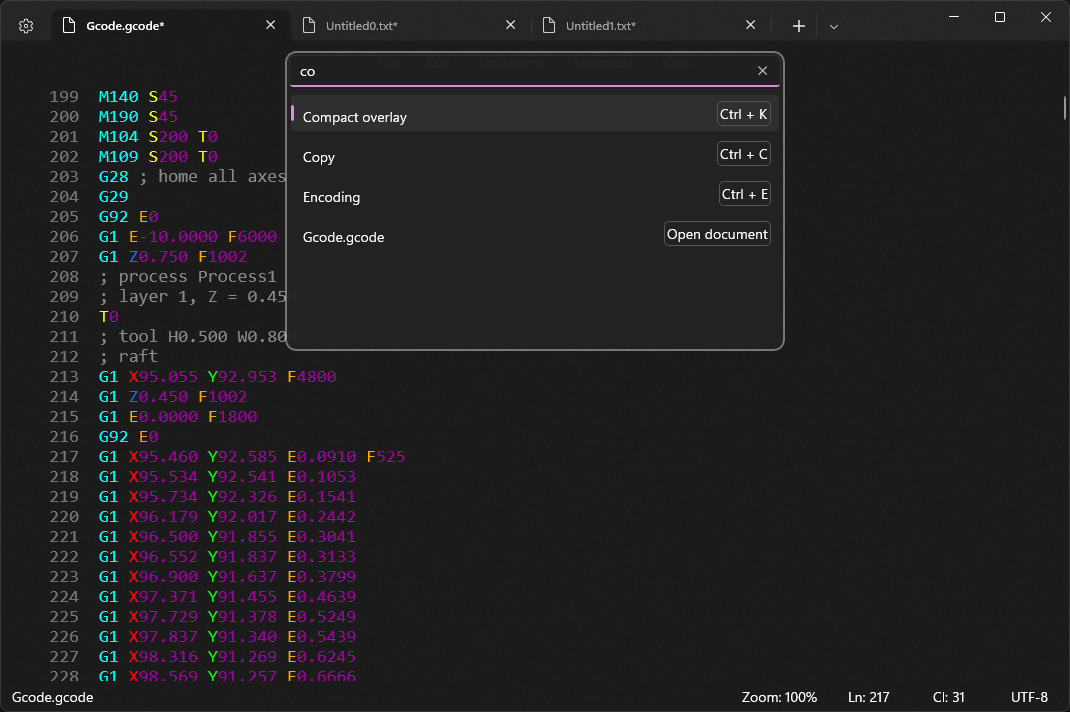 Gcode.gcode*
Untitled0.txt*
Untitled1.txt*
co
Compact overlay Ctrl + K
Copy Ctrl + C
Encoding Ctrl + E
Gcode.gcode Open document
199 M140 S45
200 M190 S45
201 M104 S200 T0
202 M109 S200 T0
203 G28 ; home all axes
204 G29
205 G92 E0
206 G1 E-10.0000 F6000
207 G1 Z0.750 F1002
208 ; process Process1
209 ; layer 1, Z = 0.450
210 T0
211 ; tool H0.500 W0.800
212 ; raft
213 G1 X95.055 Y92.953 F4800
214 G1 Z0.450 F1002
215 G1 E0.0000 F1800
216 G92 E0
217 G1 X95.460 Y92.585 E0.0910 F525
218 G1 X95.534 Y92.541 E0.1053
219 G1 X95.734 Y92.326 E0.1541
220 G1 X96.179 Y92.017 E0.2442
221 G1 X96.500 Y91.855 E0.3041
222 G1 X96.552 Y91.837 E0.3133
223 G1 X96.900 Y91.637 E0.3799
224 G1 X97.371 Y91.455 E0.4639
225 G1 X97.729 Y91.378 E0.5249
226 G1 X97.837 Y91.340 E0.5439
227 G1 X98.316 Y91.269 E0.6245
228 G1 X98.569 Y91.257 E0.6666
Gcode.gcode Zoom: 100% Ln: 217 Cl: 31 UTF-8